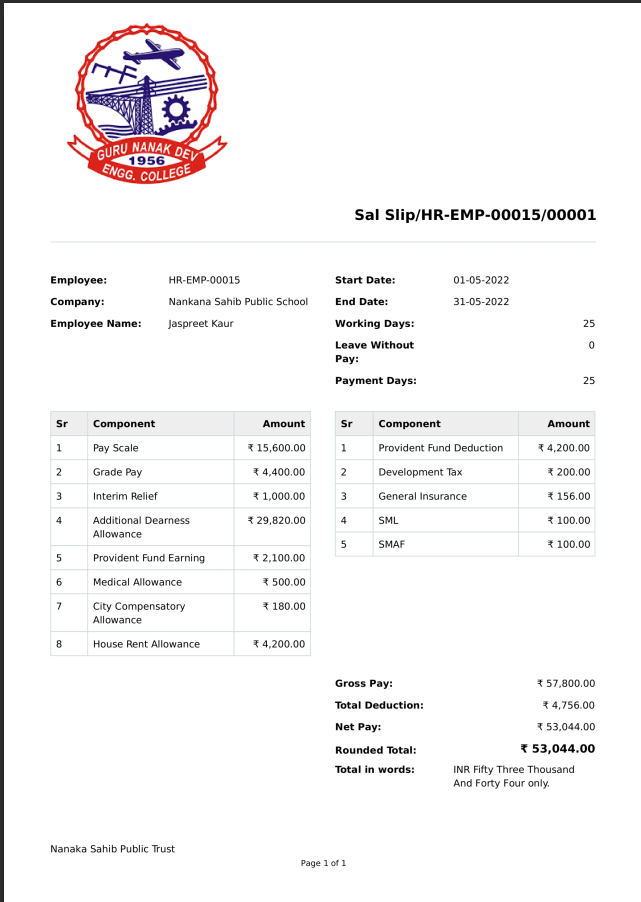 GURU NANAK DEV
1956
ENGG. COLLEGE
Sal Slip/HR-EMP-00015/00001
Employee: HR-EMP-00015
Company: Nankana Sahib Public School
Employee Name: Jaspreet Kaur
Start Date: 01-05-2022
End Date: 31-05-2022
Working Days: 25
Leave Without 0
Pay:
Payment Days: 25
Sr Component Amount
1 Pay Scale ₹ 15,600.00
2 Grade Pay ₹ 4,400.00
3 Interim Relief ₹ 1,000.00
4 Additional Dearness ₹ 29,820.00
Allowance
5 Provident Fund Earning ₹ 2,100.00
6 Medical Allowance ₹ 500.00
7 City Compensatory ₹ 180.00
Allowance
8 House Rent Allowance ₹ 4,200.00
Sr Component Amount
1 Provident Fund Deduction ₹ 4,200.00
2 Development Tax ₹ 200.00
3 General Insurance ₹ 156.00
4 SML ₹ 100.00
5 SMAF ₹ 100.00
Gross Pay: ₹ 57,800.00
Total Deduction: ₹ 4,756.00
Net Pay: ₹ 53,044.00
Rounded Total: ₹ 53,044.00
Total in words: INR Fifty Three Thousand
And Forty Four only.
Nanaka Sahib Public Trust
Page 1 of 1